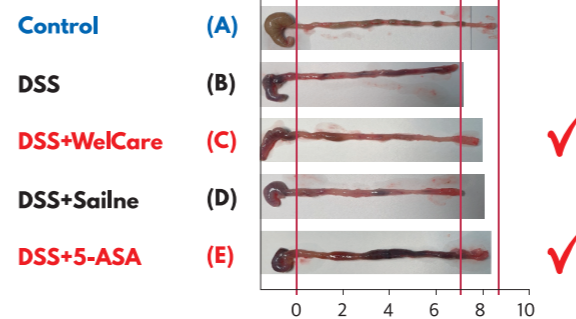 Control (A)
DSS (B)
DSS+WelCare (C)
DSS+Sailne (D)
DSS+5-ASA (E)
0 2 4 6 8 10